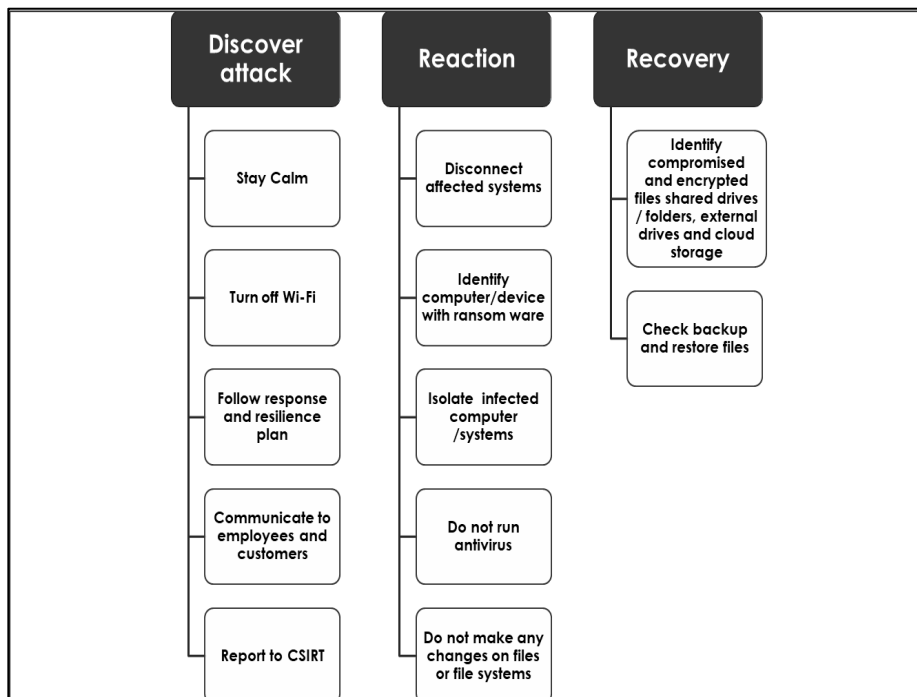 Discover
attack
Stay Calm
Turn off Wi-Fi
Follow response
and resilience
plan
Communicate to
employees and
customers
Report to CSIRT
Reaction
Disconnect
affected systems
Identify
computer/device
with ransom ware
Isolate infected
computer
/systems
Do not run
antivirus
Do not make any
changes on files
or file systems
Recovery
Identify
compromised
and encrypted
files shared drives
/ folders, external
drives and cloud
storage
Check backup
and restore files